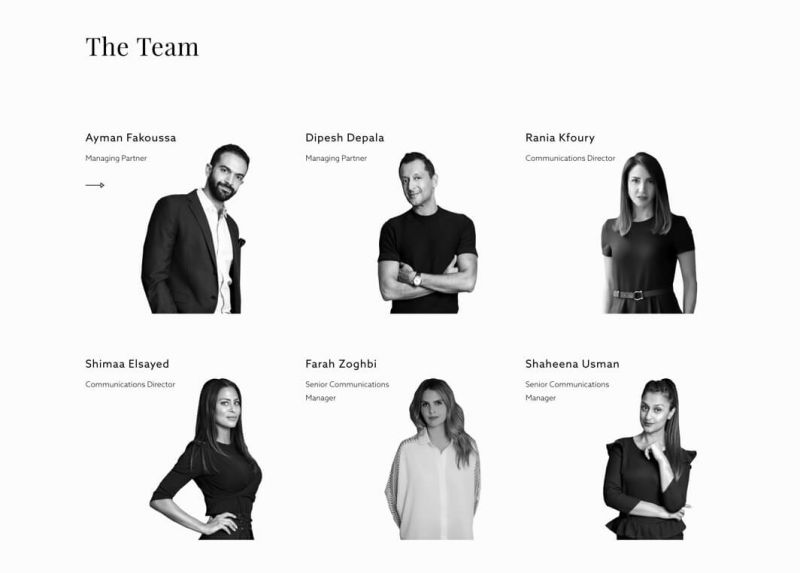 The Team
Ayman Fakoussa
Managing Partner
Dipesh Depala
Managing Partner
Rania Kfoury
Communications Director
Shimaa Elsayed
Communications Director
Farah Zoghbi
Senior Communications
Manager
Shaheena Usman
Senior Communications
Manager